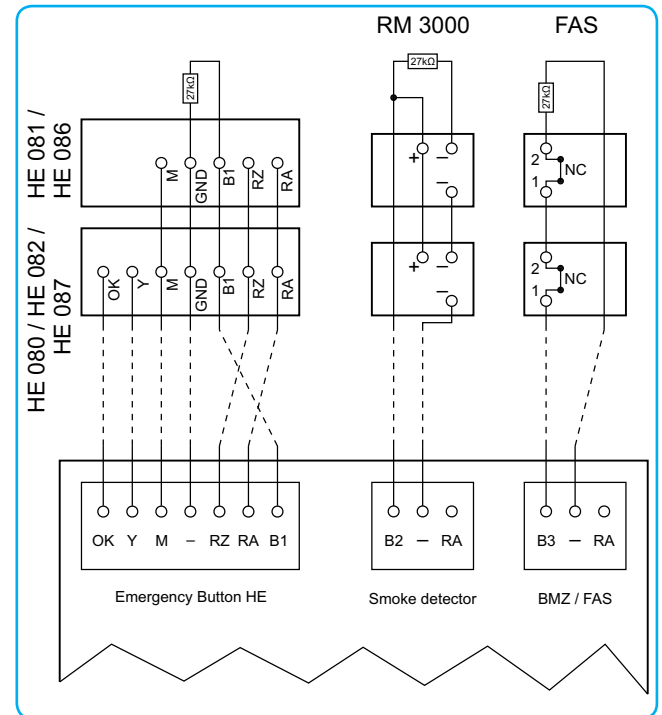 RM 3000 FAS
27kΩ
27kΩ
27kΩ
HE 081 /
HE 086
M GND B1 RZ RA
+ – –
2 1 NC
HE 080 / HE 082 /
HE 087
OK Y M GND B1 RZ RA
+ – –
2 1 NC
OK Y M – RZ RA B1
B2 – RA
B3 – RA
Emergency Button HE
Smoke detector
BMZ / FAS